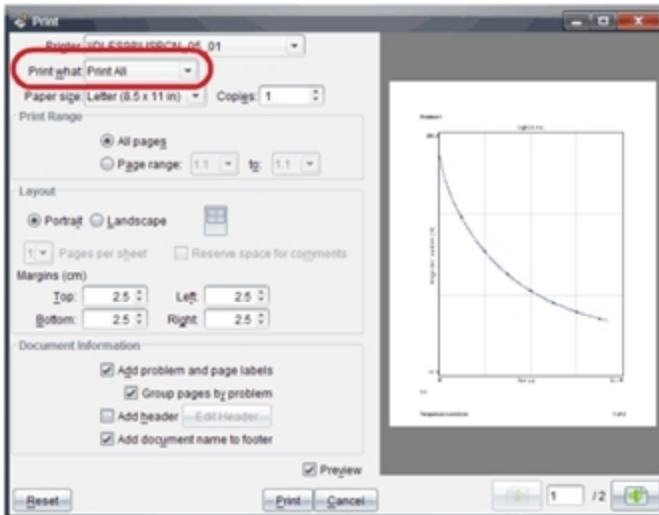 Print
Printer:
Print what: Print All
Paper size: Letter (8.5 x 11 in) Copies: 1
Print Range
All pages
Page range: 1.1 to: 1.1
Layout
Portrait Landscape
1 Pages per sheet Reserve space for comments
Margins (cm)
Top: 2.5 Left: 2.5
Bottom: 2.5 Right: 2.5
Document Information
Add problem and page labels
Group pages by problem
Add header Edit Header
Add document name to footer
Preview
Reset Print Cancel
Problem 1
1 / 2